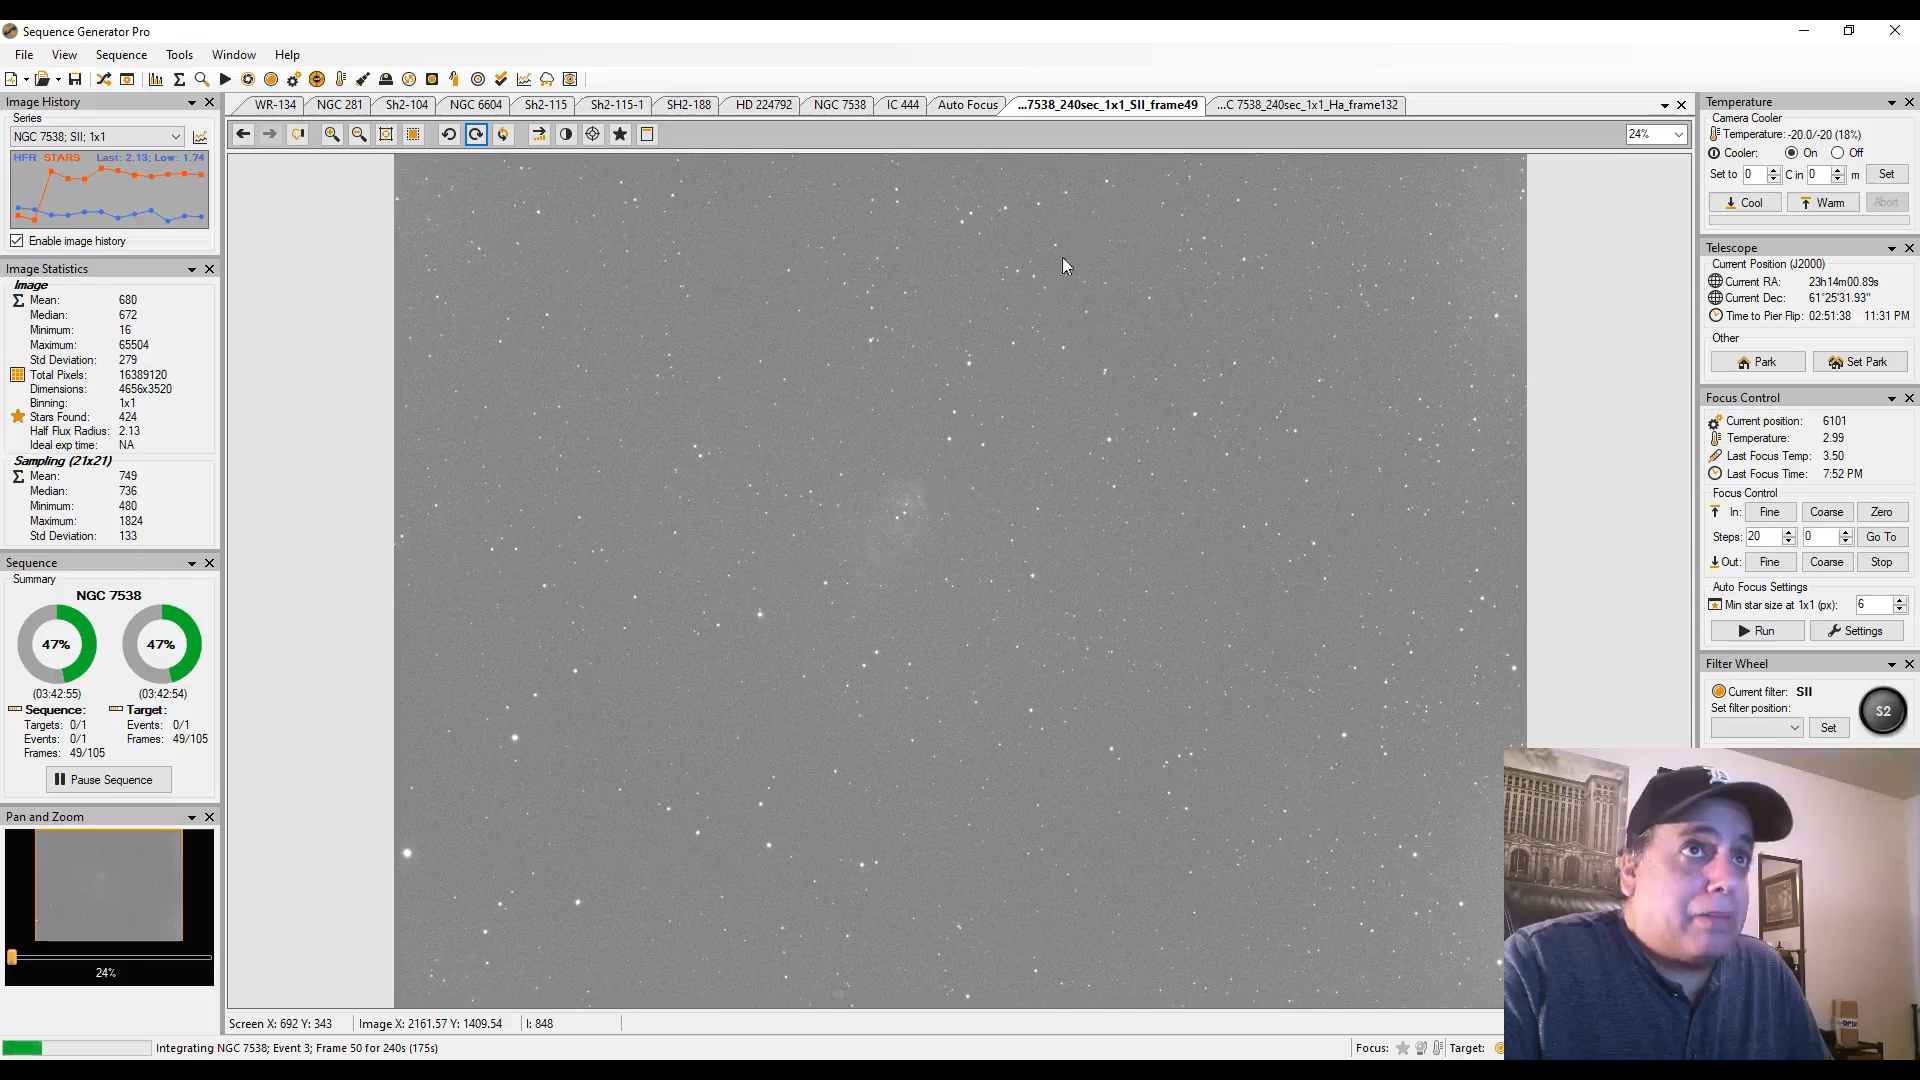 Sequence Generator Pro
File View Sequence Tools Window Help
Image History
Series
NGC 7538; SII; 1x1
HFR STARS Last: 2.13; Low: 1.74
Enable image history
Image Statistics
Image
Mean: 680
Median: 672
Minimum: 16
Maximum: 65504
Std Deviation: 279
Total Pixels: 16389120
Dimensions: 4656x3520
Binning: 1x1
Stars Found: 424
Half Flux Radius: 2.13
Ideal exp time: NA
Sampling (21x21)
Mean: 749
Median: 736
Minimum: 480
Maximum: 1824
Std Deviation: 133
Sequence
Summary
NGC 7538
47% 47%
(03:42:55) (03:42:54)
Sequence: Target:
Targets: 0/1 Events: 0/1
Events: 0/1 Frames: 49/105
Frames: 49/105
Pause Sequence
Pan and Zoom
24%
WR-134 NGC 281 Sh2-104 NGC 6604 Sh2-115 Sh2-115-1 SH2-188 HD 224792 NGC 7538 IC 444 Auto Focus ...7538_240sec_1x1_SII_frame49 ...C 7538_240sec_1x1_Ha_frame132
24%
Screen X: 692 Y: 343 Image X: 2161.57 Y: 1409.54 I: 848
Integrating NGC 7538; Event 3; Frame 50 for 240s (175s)
Focus: Target:
Temperature
Camera Cooler
Temperature: -20.0/-20 (18%)
Cooler: On Off
Set to 0 C in 0 m Set
Cool Warm Abort
Telescope
Current Position (J2000)
Current RA: 23h14m00.89s
Current Dec: 61°25'31.93"
Time to Pier Flip: 02:51:38 11:31 PM
Other
Park Set Park
Focus Control
Current position: 6101
Temperature: 2.99
Last Focus Temp: 3.50
Last Focus Time: 7:52 PM
Focus Control
In: Fine Coarse Zero
Steps: 20 0 Go To
Out: Fine Coarse Stop
Auto Focus Settings
Min star size at 1x1 (px): 6
Run Settings
Filter Wheel
Current filter: SII
Set filter position:
Set
S2